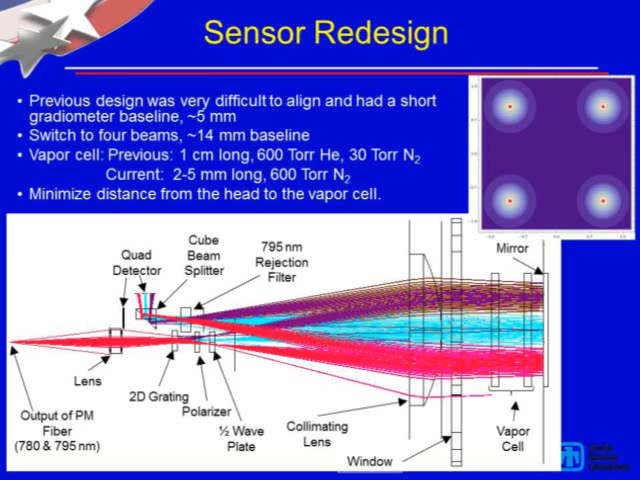 Sensor Redesign
• Previous design was very difficult to align and had a short
gradiometer baseline, ~5 mm
• Switch to four beams, ~14 mm baseline
• Vapor cell: Previous: 1 cm long, 600 Torr He, 30 Torr N₂
Current: 2-5 mm long, 600 Torr N₂
• Minimize distance from the head to the vapor cell.
Quad
Detector
Cube
Beam
Splitter
795 nm
Rejection
Filter
Mirror
Lens
2D Grating
Polarizer
½ Wave
Plate
Output of PM
Fiber
(780 & 795 nm)
Collimating
Lens
Window
Vapor
Cell